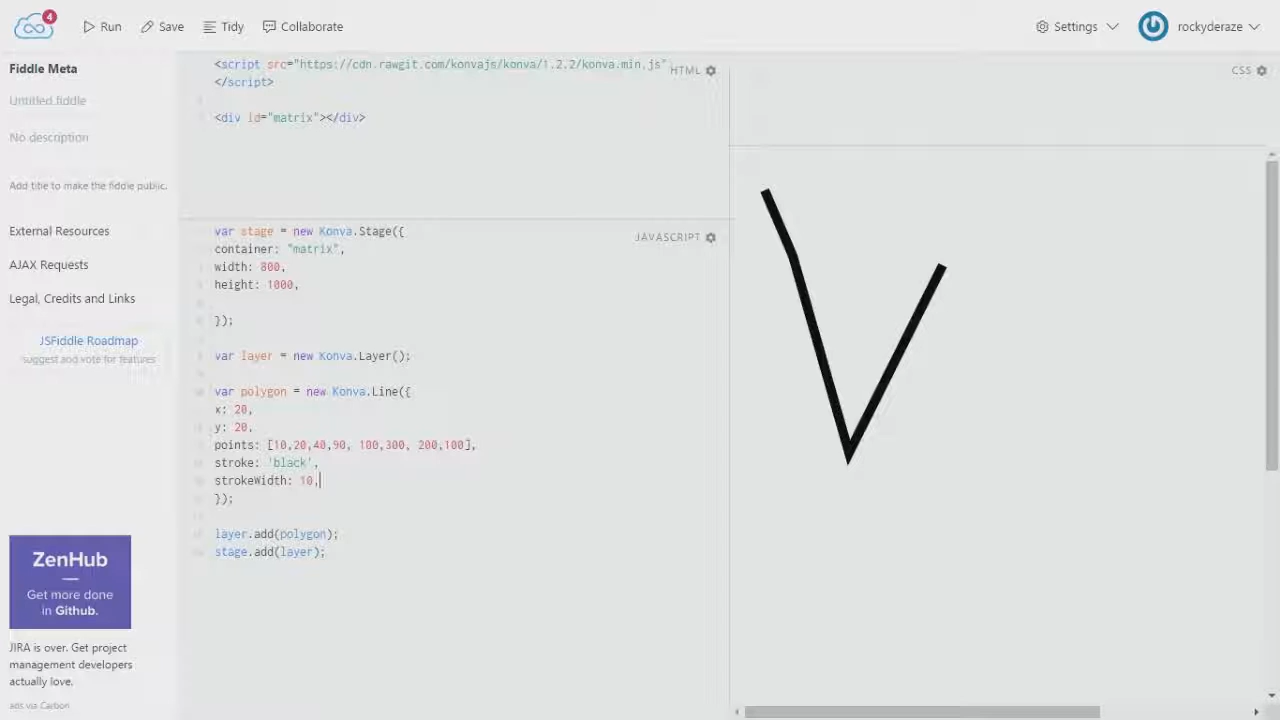 4
Run
Save
Tidy
Collaborate
Settings
rockyderaze
Fiddle Meta
Untitled fiddle
No description
Add title to make the fiddle public.
External Resources
AJAX Requests
Legal, Credits and Links
JSFiddle Roadmap
suggest and vote for features
ZenHub
Get more done
in Github.
JIRA is over. Get project
management developers
actually love.
ads via Carbon
<script src="https://cdn.rawgit.com/konvajs/konva/1.2.2/konva.min.js"
</script>
<div id="matrix"></div>
HTML
var stage = new Konva.Stage({
container: "matrix",
width: 800,
height: 1000,
});
var layer = new Konva.Layer();
var polygon = new Konva.Line({
x: 20,
y: 20,
points: [10,20,40,90, 100,300, 200,100],
stroke: 'black',
strokeWidth: 10,
});
layer.add(polygon);
stage.add(layer);
JAVASCRIPT
CSS